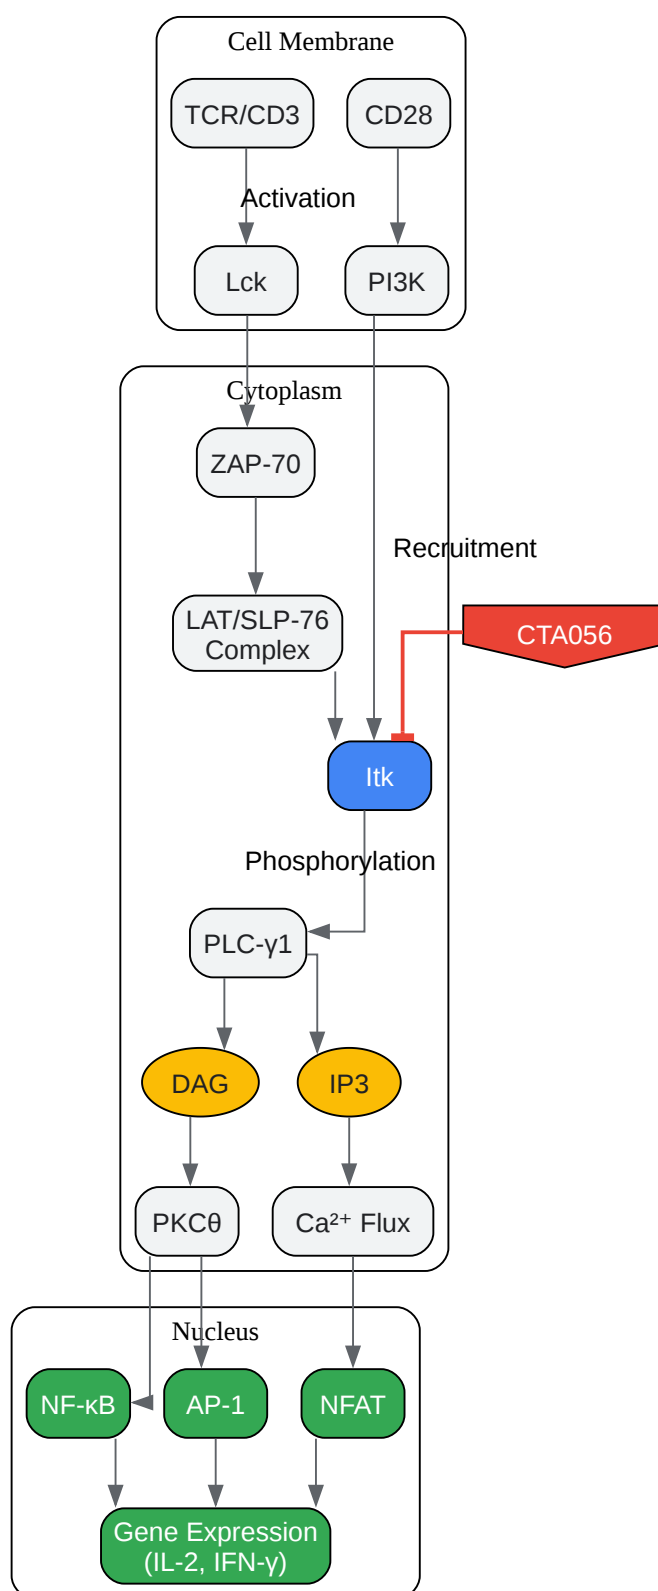 Cell Membrane
TCR/CD3
CD28
Activation
Lck
PI3K
Cytoplasm
ZAP-70
Recruitment
LAT/SLP-76
Complex
CTA056
Itk
Phosphorylation
PLC-γ1
DAG
IP3
PKCθ
Ca²⁺ Flux
Nucleus
NF-κB
AP-1
NFAT
Gene Expression
(IL-2, IFN-γ)